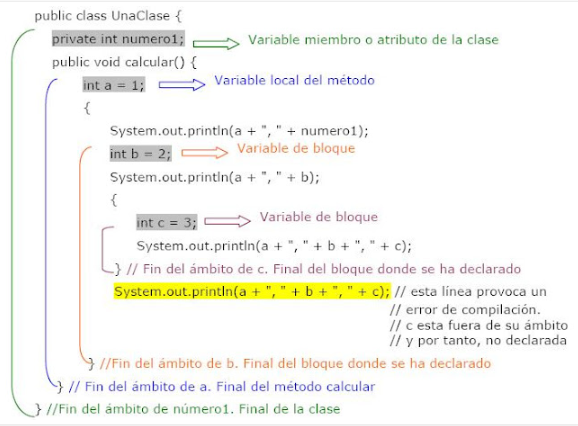 public class UnaClase {
private int numero1; Variable miembro o atributo de la clase
public void calcular() {
int a = 1; Variable local del método
{
System.out.println(a + ", " + numero1);
int b = 2; Variable de bloque
System.out.println(a + ", " + b);
{
int c = 3; Variable de bloque
System.out.println(a + ", " + b + ", " + c);
} // Fin del ámbito de c. Final del bloque donde se ha declarado
System.out.println(a + ", " + b + ", " + c); // esta línea provoca un
// error de compilación.
// c esta fuera de su ámbito
// y por tanto, no declarada
} //Fin del ámbito de b. Final del bloque donde se ha declarado
} // Fin del ámbito de a. Final del método calcular
} //Fin del ámbito de número1. Final de la clase